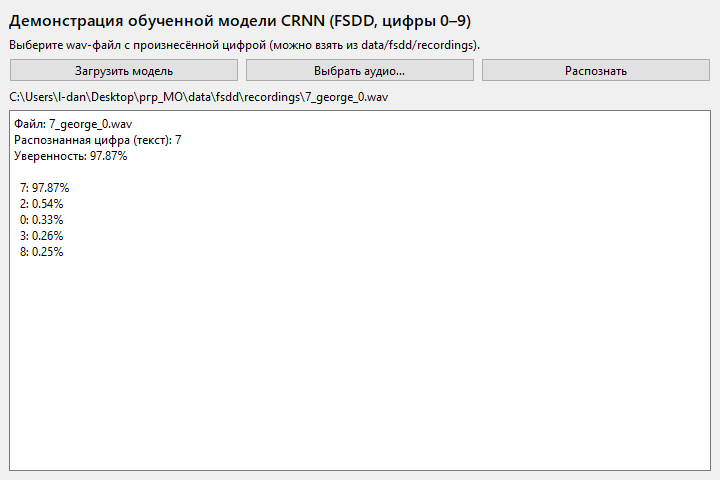 Демонстрация обученной модели CRNN (FSDD, цифры 0–9)
Выберите wav-файл с произнесённой цифрой (можно взять из data/fsdd/recordings).
Загрузить модель
Выбрать аудио...
Распознать
C:\Users\I-dan\Desktop\prp_MO\data\fsdd\recordings\7_george_0.wav
Файл: 7_george_0.wav
Распознанная цифра (текст): 7
Уверенность: 97.87%
7: 97.87%
2: 0.54%
0: 0.33%
3: 0.26%
8: 0.25%